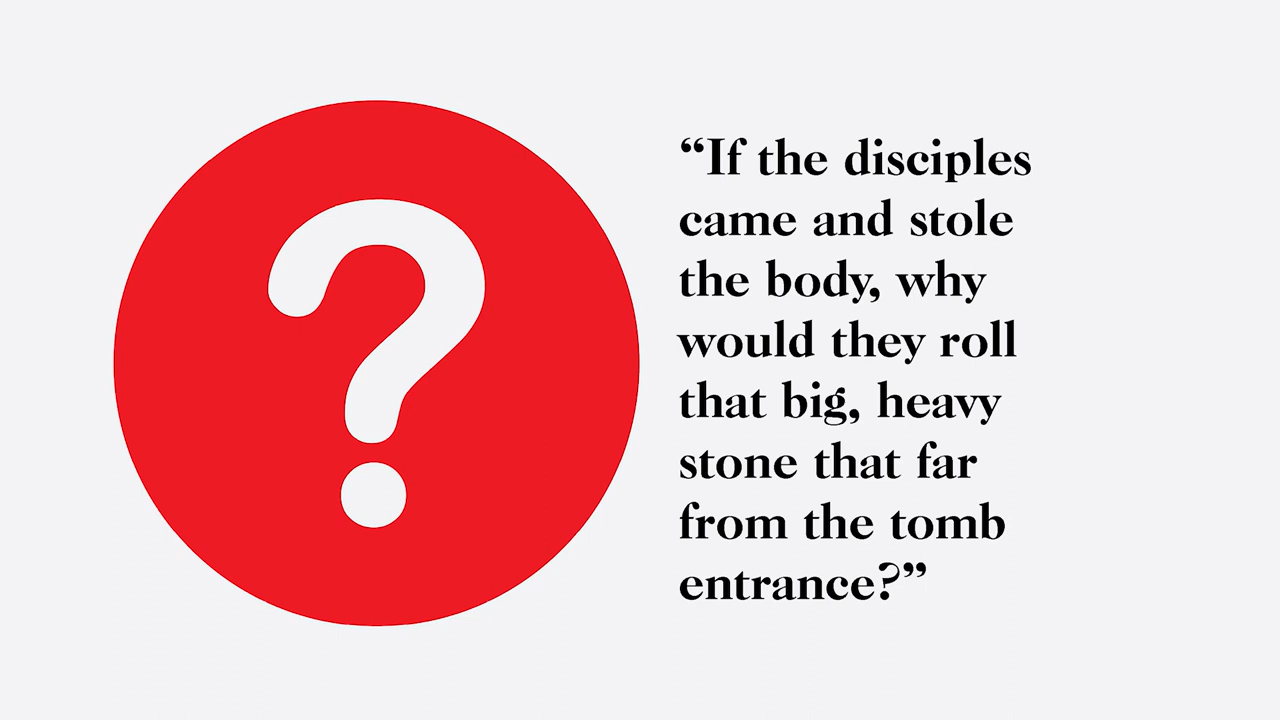 “If the disciples
came and stole
the body, why
would they roll
that big, heavy
stone that far
from the tomb
entrance?”